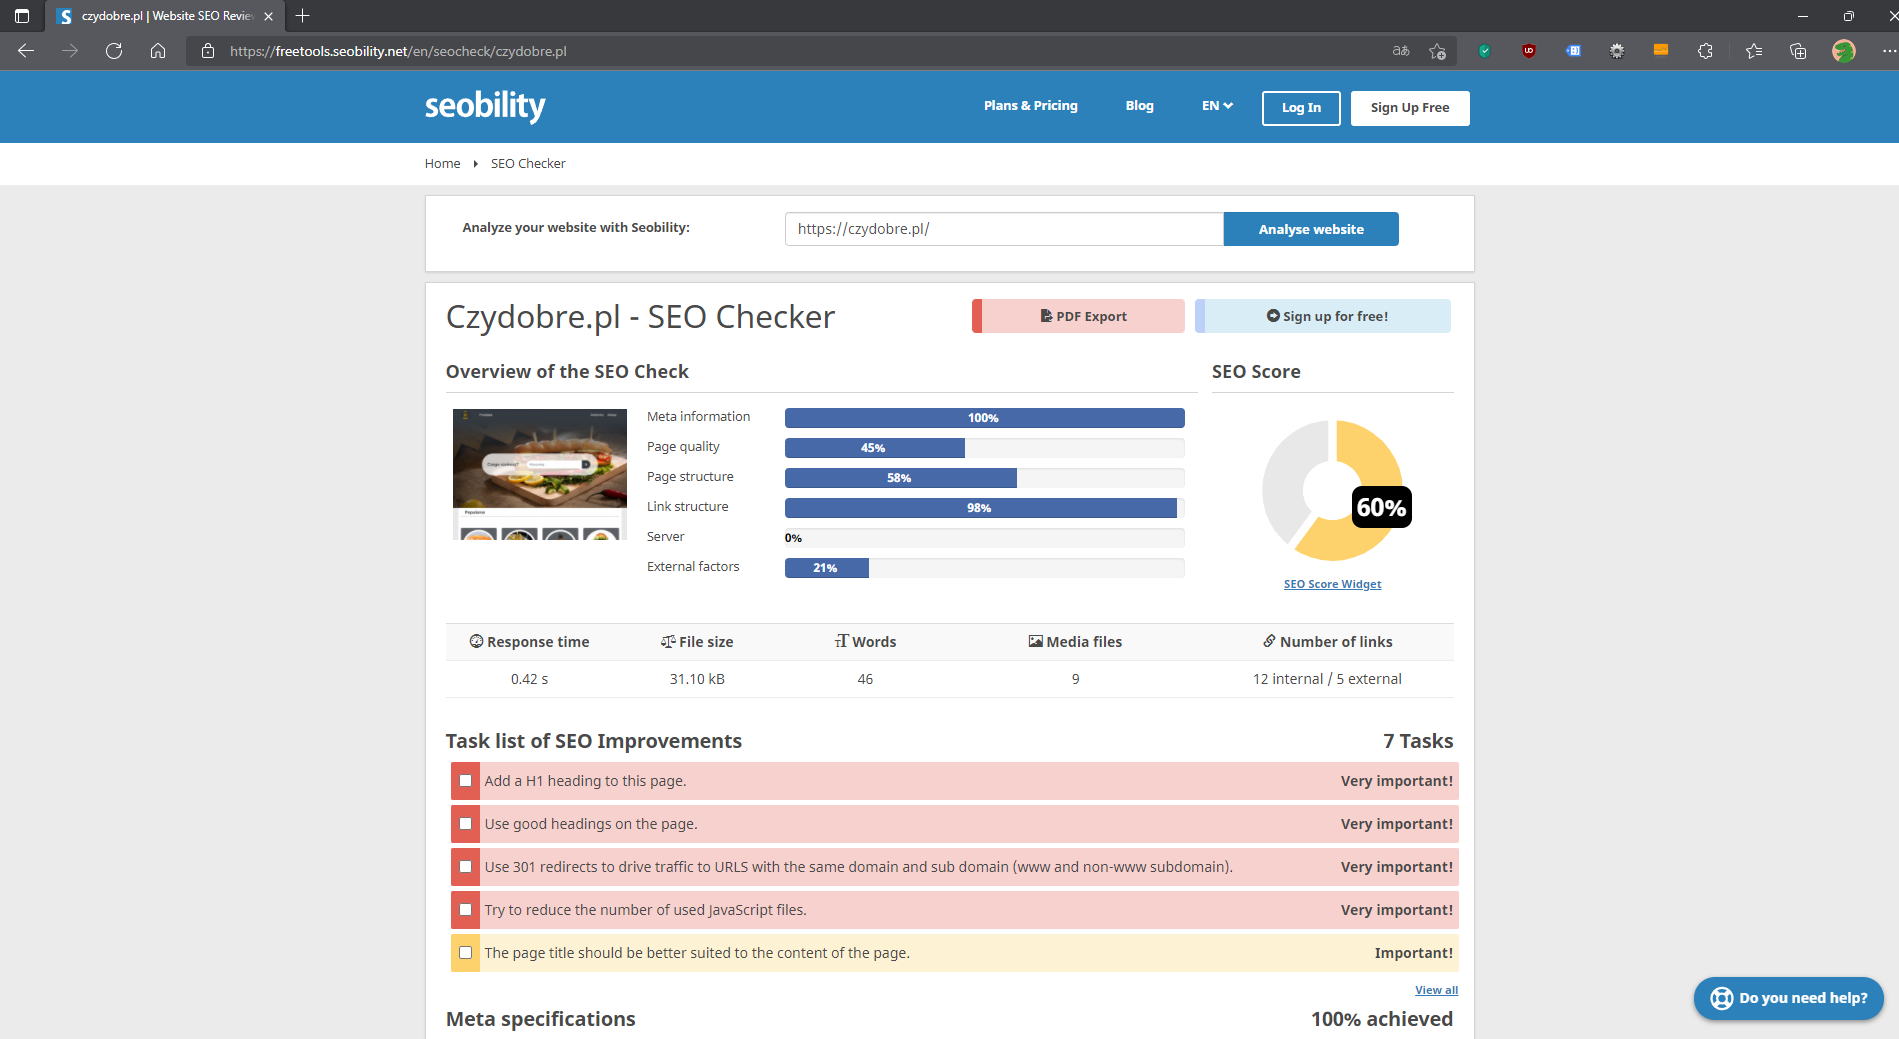 czydobre.pl | Website SEO Revie
https://freetools.seobility.net/en/seocheck/czydobre.pl
seobility
Plans & Pricing
Blog
EN
Log In
Sign Up Free
Home
SEO Checker
Analyze your website with Seobility:
https://czydobre.pl/
Analyse website
Czydobre.pl - SEO Checker
PDF Export
Sign up for free!
Overview of the SEO Check
SEO Score
Meta information 100%
Page quality 45%
Page structure 58%
Link structure 98%
Server 0%
External factors 21%
60%
SEO Score Widget
Response time File size Words Media files Number of links
0.42 s 31.10 kB 46 9 12 internal / 5 external
Task list of SEO Improvements 7 Tasks
Add a H1 heading to this page. Very important!
Use good headings on the page. Very important!
Use 301 redirects to drive traffic to URLS with the same domain and sub domain (www and non-www subdomain). Very important!
Try to reduce the number of used JavaScript files. Very important!
The page title should be better suited to the content of the page. Important!
View all
Meta specifications 100% achieved
Do you need help?